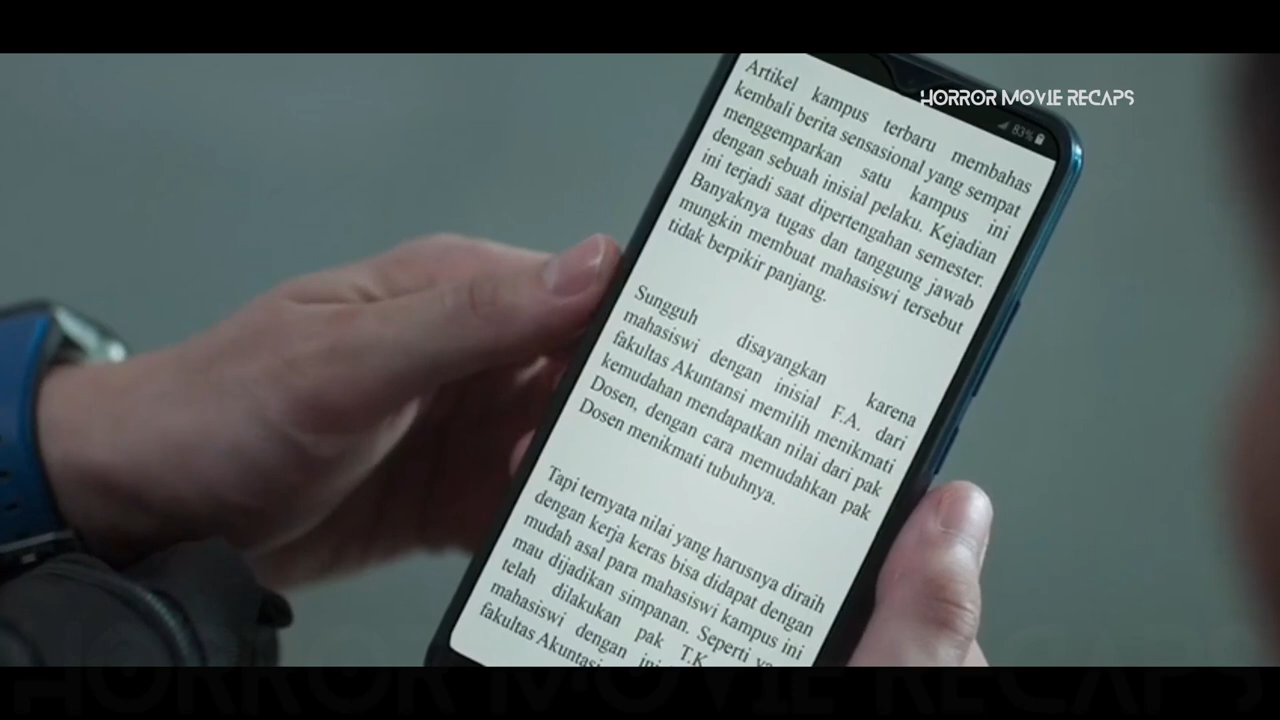 HORROR MOVIE RECAPS
83%
Artikel kampus terbaru membahas
kembali berita sensasional yang sempat
menggemparkan satu kampus ini
dengan sebuah inisial pelaku. Kejadian
ini terjadi saat dipertengahan semester.
Banyaknya tugas dan tanggung jawab
mungkin membuat mahasiswi tersebut
tidak berpikir panjang.
Sungguh disayangkan karena
mahasiswi dengan inisial F.A. dari
fakultas Akuntansi memilih menikmati
kemudahan mendapatkan nilai dari pak
Dosen, dengan cara memudahkan pak
Dosen menikmati tubuhnya.
Tapi ternyata nilai yang harusnya diraih
dengan kerja keras bisa didapat dengan
mudah asal para mahasiswi kampus ini
mau dijadikan simpanan. Seperti
telah dilakukan pak T.K.
mahasiswi dengan
fakultas
HORROR MOVIE RECAPS